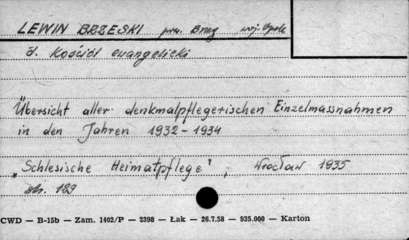 LEWIN BRZESKI pow. Brzeg woj. Opole
d. Kościół ewangelicki
Übersicht aller denkmalpflegerischen Einzelmassnahmen
in den Jahren 1932-1934
„Schlesische Heimatpflege", Wrocław 1935
str. 189
CWD — B-15b — Zam. 1402/P — 2398 — Łak — 26.7.58 — 935.000 — Karton